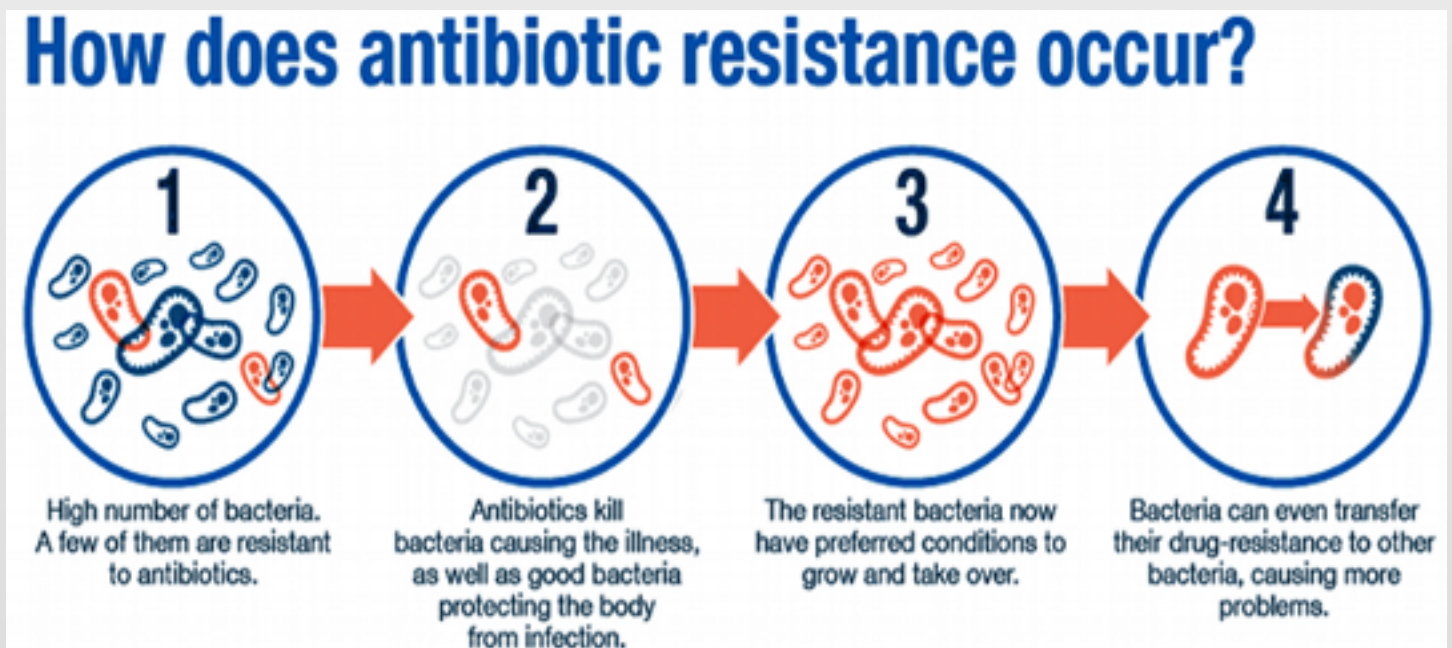 How does antibiotic resistance occur?
1
High number of bacteria.
A few of them are resistant
to antibiotics.
2
Antibiotics kill
bacteria causing the illness,
as well as good bacteria
protecting the body
from infection.
3
The resistant bacteria now
have preferred conditions to
grow and take over.
4
Bacteria can even transfer
their drug-resistance to other
bacteria, causing more
problems.